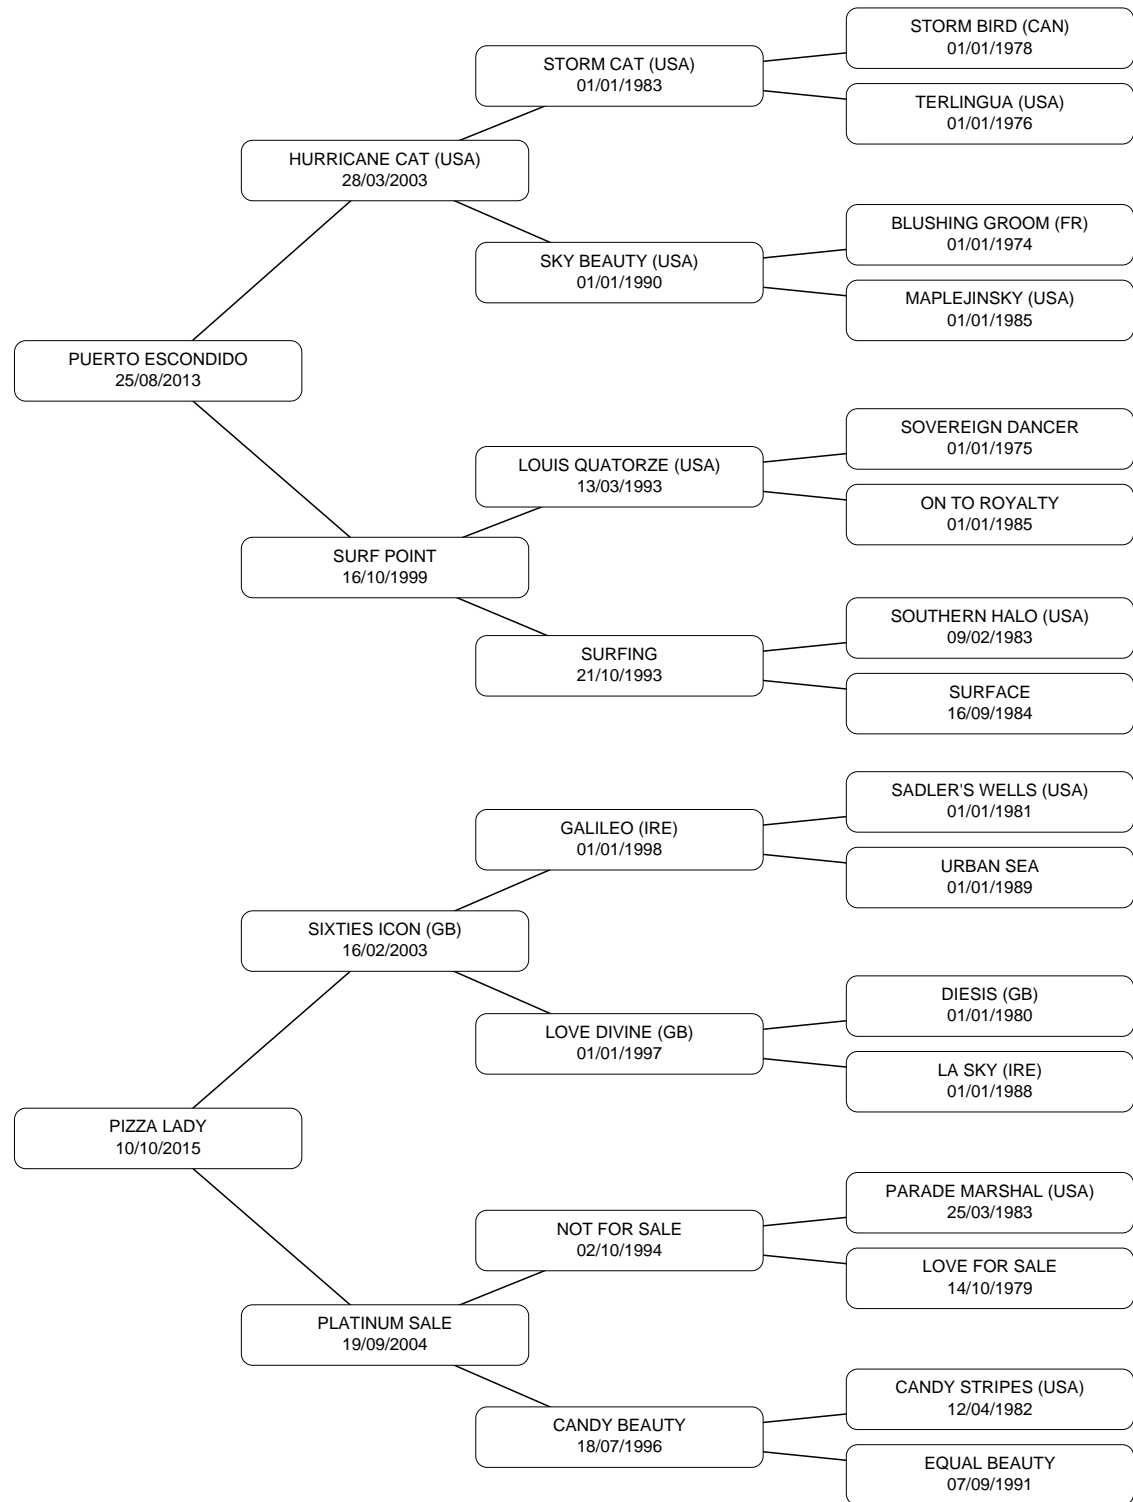 STORM BIRD (CAN)
01/01/1978
STORM CAT (USA)
01/01/1983
TERLINGUA (USA)
01/01/1976
HURRICANE CAT (USA)
28/03/2003
BLUSHING GROOM (FR)
01/01/1974
SKY BEAUTY (USA)
01/01/1990
MAPLEJINSKY (USA)
01/01/1985
PUERTO ESCONDIDO
25/08/2013
SOVEREIGN DANCER
01/01/1975
LOUIS QUATORZE (USA)
13/03/1993
ON TO ROYALTY
01/01/1985
SURF POINT
16/10/1999
SOUTHERN HALO (USA)
09/02/1983
SURFING
21/10/1993
SURFACE
16/09/1984
SADLER'S WELLS (USA)
01/01/1981
GALILEO (IRE)
01/01/1998
URBAN SEA
01/01/1989
SIXTIES ICON (GB)
16/02/2003
DIESIS (GB)
01/01/1980
LOVE DIVINE (GB)
01/01/1997
LA SKY (IRE)
01/01/1988
PIZZA LADY
10/10/2015
PARADE MARSHAL (USA)
25/03/1983
NOT FOR SALE
02/10/1994
LOVE FOR SALE
14/10/1979
PLATINUM SALE
19/09/2004
CANDY STRIPES (USA)
12/04/1982
CANDY BEAUTY
18/07/1996
EQUAL BEAUTY
07/09/1991